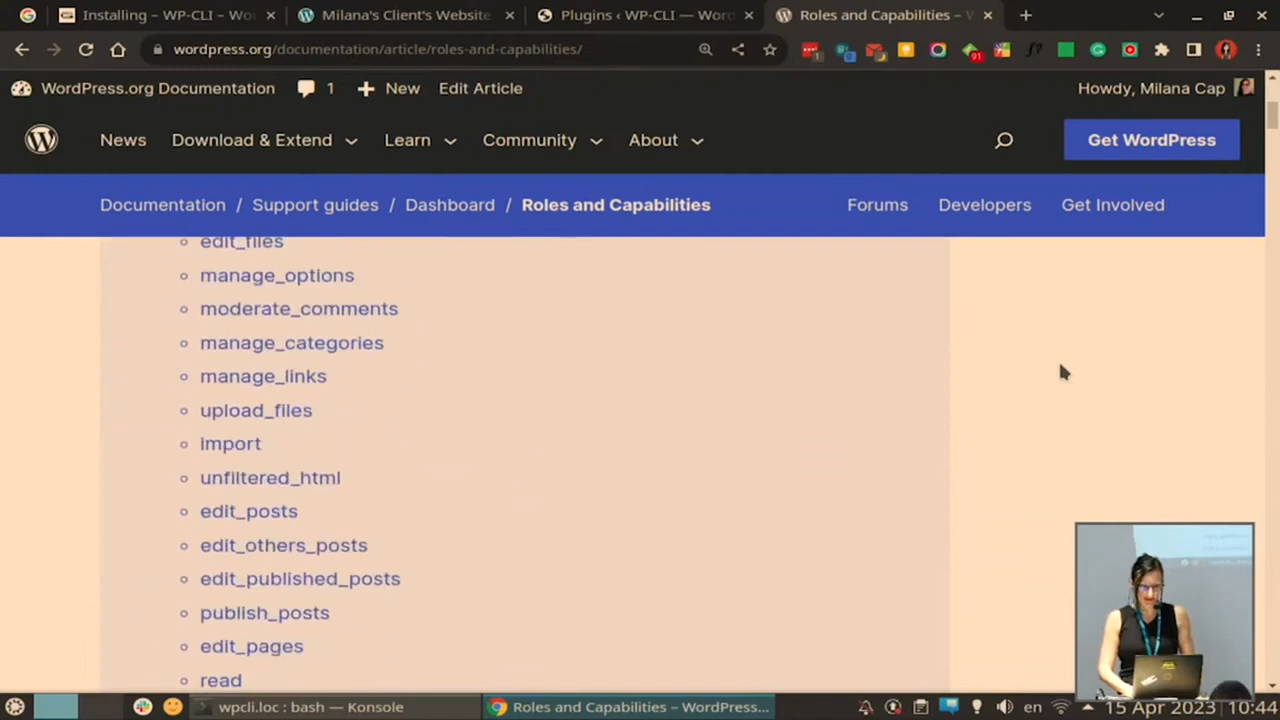 Installing – WP-CLI – Wo
Milana's Client's Website
Plugins ‹ WP-CLI — Wor
Roles and Capabilities – W
wordpress.org/documentation/article/roles-and-capabilities/
1
0
91
WordPress.org Documentation
1
New
Edit Article
Howdy, Milana Cap
News
Download & Extend
Learn
Community
About
Get WordPress
Documentation / Support guides / Dashboard / Roles and Capabilities
Forums
Developers
Get Involved
edit_files
manage_options
moderate_comments
manage_categories
manage_links
upload_files
import
unfiltered_html
edit_posts
edit_others_posts
edit_published_posts
publish_posts
edit_pages
read
wpcli.loc : bash — Konsole
Roles and Capabilities – WordPress...
en
15 Apr 2023
10:44